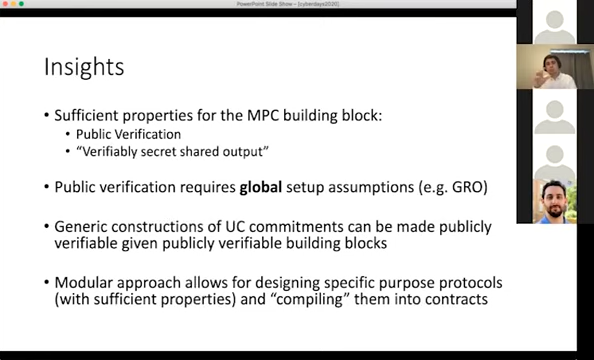 PowerPoint Slide Show - [cyberdays2020]
Insights
• Sufficient properties for the MPC building block:
• Public Verification
• "Verifiably secret shared output"
• Public verification requires global setup assumptions (e.g. GRO)
• Generic constructions of UC commitments can be made publicly
verifiable given publicly verifiable building blocks
• Modular approach allows for designing specific purpose protocols
(with sufficient properties) and "compiling" them into contracts